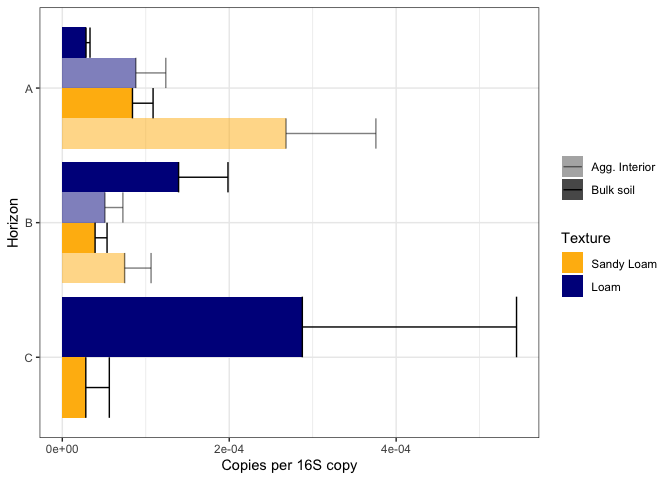 A
B
C
Horizon
0e+00
2e-04
4e-04
Copies per 16S copy
Agg. Interior
Bulk soil
Texture
Sandy Loam
Loam